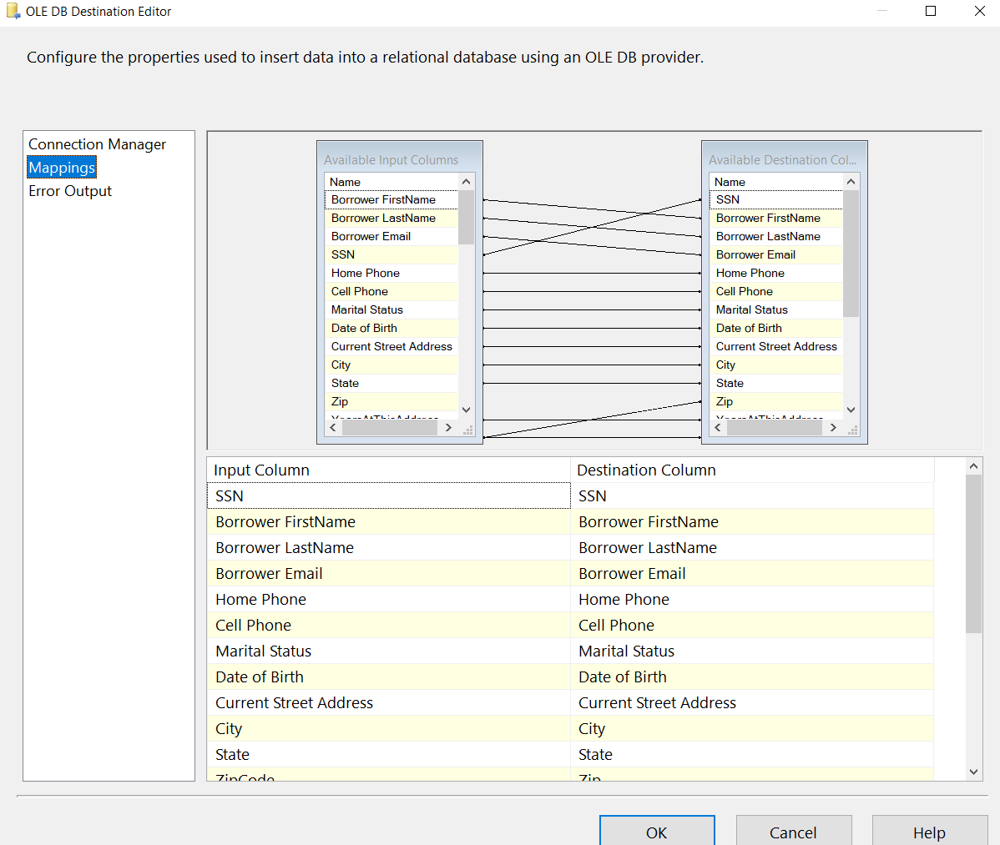 OLE DB Destination Editor
Configure the properties used to insert data into a relational database using an OLE DB provider.
Connection Manager
Mappings
Error Output
Available Input Columns
Name
Borrower FirstName
Borrower LastName
Borrower Email
SSN
Home Phone
Cell Phone
Marital Status
Date of Birth
Current Street Address
City
State
Zip
YearsAtThisAddress
Available Destination Col...
Name
SSN
Borrower FirstName
Borrower LastName
Borrower Email
Home Phone
Cell Phone
Marital Status
Date of Birth
Current Street Address
City
State
Zip
YearsAtThisAddress
Input Column Destination Column
SSN SSN
Borrower FirstName Borrower FirstName
Borrower LastName Borrower LastName
Borrower Email Borrower Email
Home Phone Home Phone
Cell Phone Cell Phone
Marital Status Marital Status
Date of Birth Date of Birth
Current Street Address Current Street Address
City City
State State
ZipCode Zip
OK Cancel Help